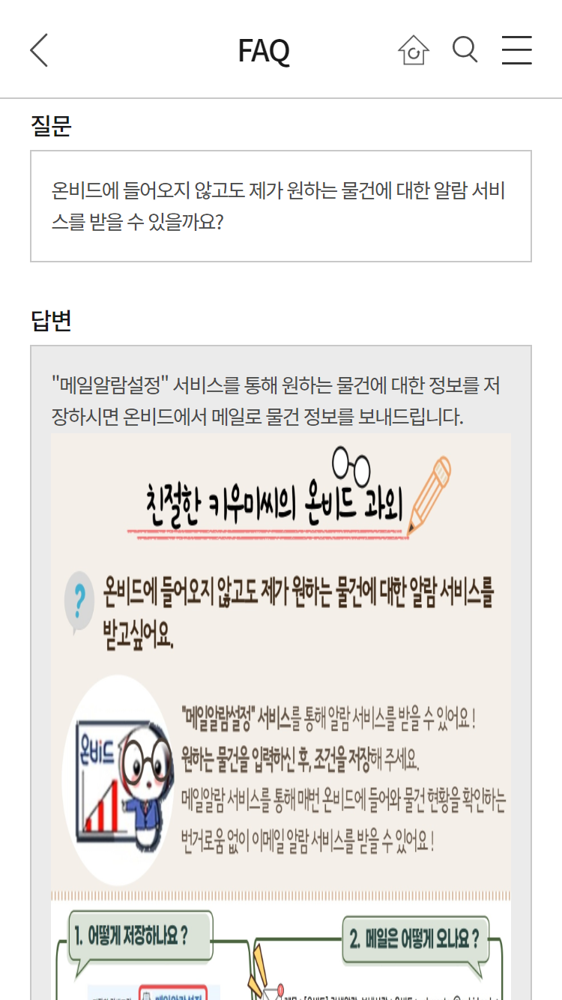 FAQ
질문
온비드에 들어오지 않고도 제가 원하는 물건에 대한 알람 서비
스를 받을 수 있을까요?
답변
"메일알람설정" 서비스를 통해 원하는 물건에 대한 정보를 저
장하시면 온비드에서 메일로 물건 정보를 보내드립니다.
친절한 키우미씨의 온비드 과외
?
온비드에 들어오지 않고도 제가 원하는 물건에 대한 알람 서비스를
받고싶어요.
온비드
"메일알람설정" 서비스를 통해 알람 서비스를 받을 수 있어요 !
원하는 물건을 입력하신 후, 조건을 저장해 주세요.
메일알람 서비스를 통해 매번 온비드에 들어와 물건 현황을 확인하는
번거로움 없이 이메일 알람 서비스를 받을 수 있어요 !
1. 어떻게 저장하나요 ?
2. 메일은 어떻게 오나요 ?
메일알람설정